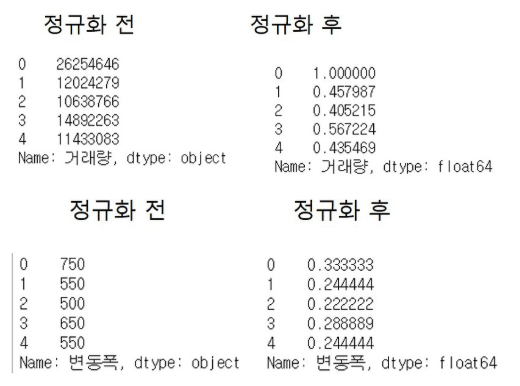 정규화 전
정규화 후
0 26254646
1 12024279
2 10638766
3 14892263
4 11433083
Name: 거래량, dtype: object
0 1.000000
1 0.457987
2 0.405215
3 0.567224
4 0.435469
Name: 거래량, dtype: float64
정규화 전
정규화 후
0 750
1 550
2 500
3 650
4 550
Name: 변동폭, dtype: object
0 0.333333
1 0.244444
2 0.222222
3 0.288889
4 0.244444
Name: 변동폭, dtype: float64